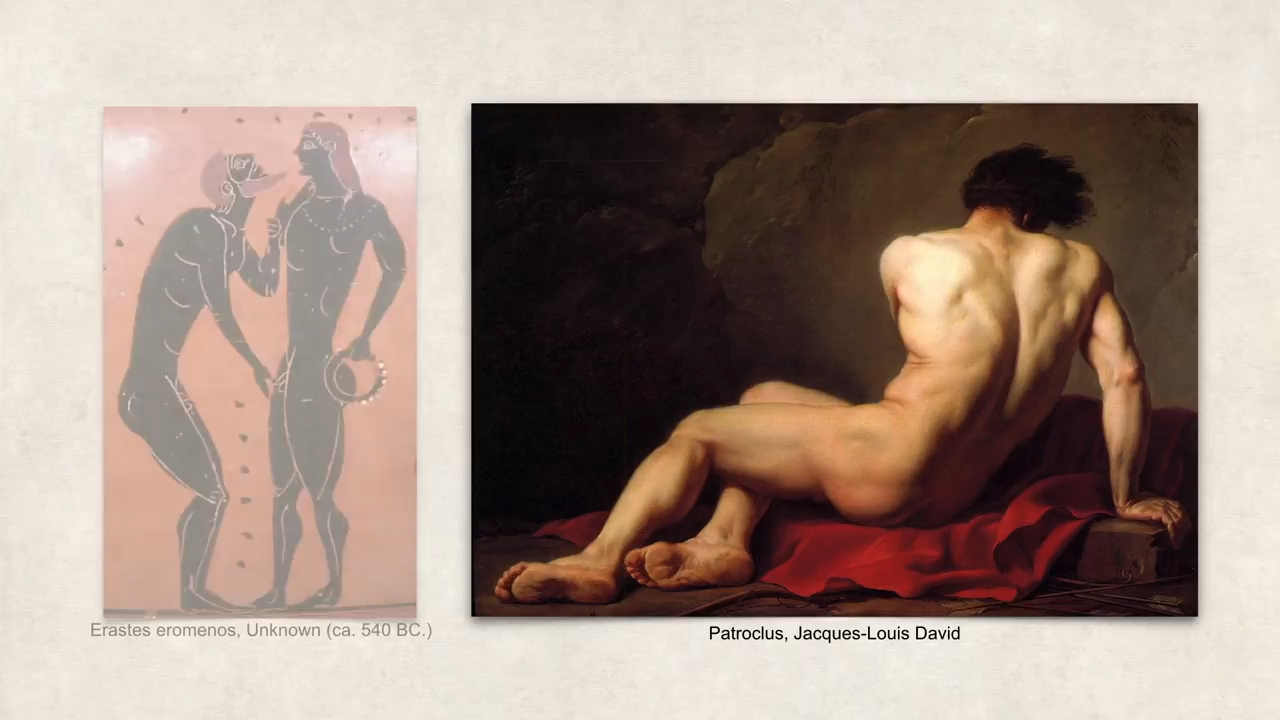 Erastes eromenos, Unknown (ca. 540 BC.)
Patroclus, Jacques-Louis David